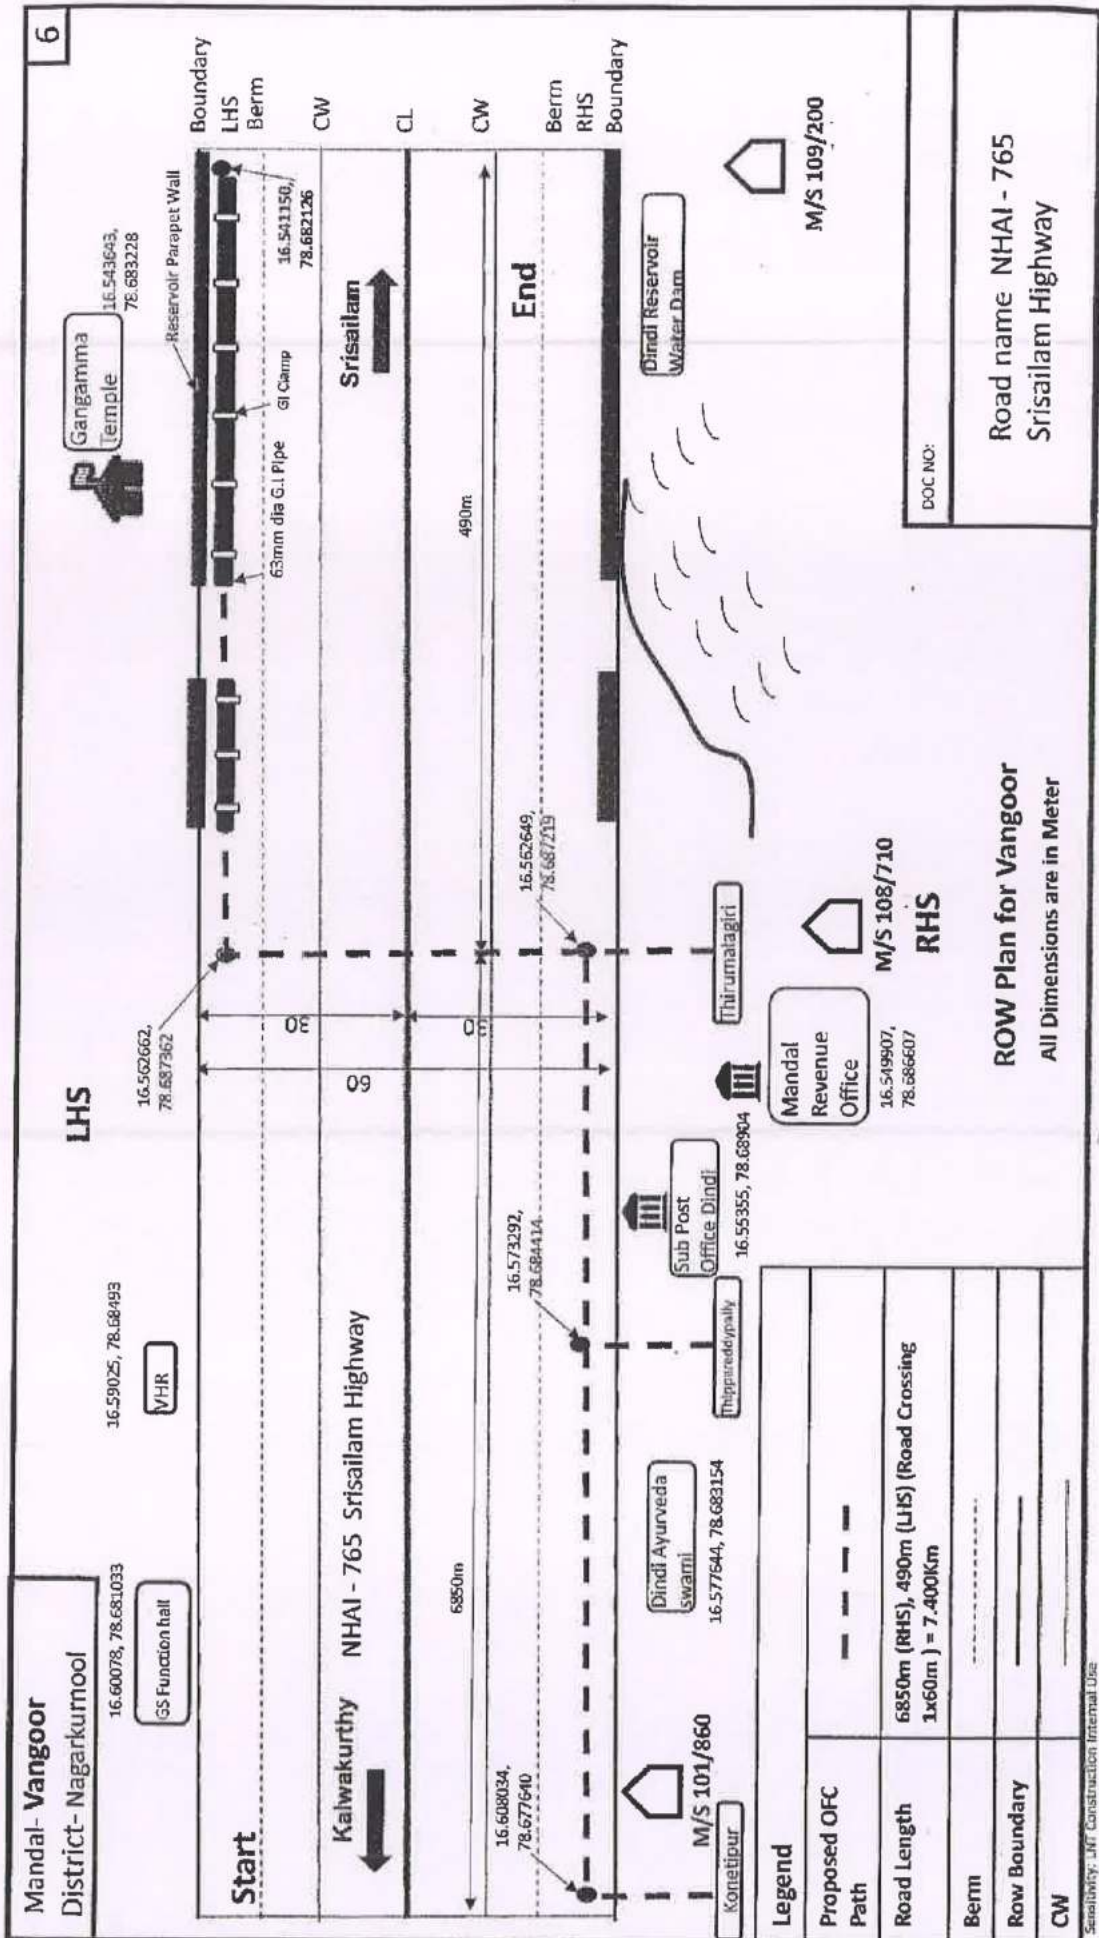 6
Mandal- Vangoor
District- Nagarkurnool
16.60078, 78.681033
GS Function hall
16.59025, 78.68493
VHR
LHS
16.562662,
78.687362
Gangamma
Temple
16.543643,
78.683228
Reservoir Parapet Wall
Boundary
LHS
Berm
CW
CL
CW
Berm
RHS
Boundary
63mm dia G.I Pipe
GI Clamp
16.541150,
78.682126
Start
Kalwakurthy
NHAI - 765 Srisailam Highway
Srisailam
End
30
30
60
6850m
490m
16.608034,
78.677640
16.573292,
78.684414
16.562649,
78.687219
Konetipur
M/S 101/860
Dindi Ayurveda
swami
16.577644, 78.683154
Thippareddypally
Sub Post
Office Dindi
16.55355, 78.68904
Thirumalagiri
Mandal
Revenue
Office
16.549907,
78.686607
M/S 108/710
RHS
Dindi Reservoir
Water Dam
M/S 109/200
Legend
Proposed OFC
Path
Road Length
6850m (RHS), 490m (LHS) (Road Crossing
1x60m ) = 7.400Km
Berm
Row Boundary
CW
ROW Plan for Vangoor
All Dimensions are in Meter
DOC NO:
Road name NHAI - 765
Srisailam Highway
Sensitivity: LNT Construction Internal Use